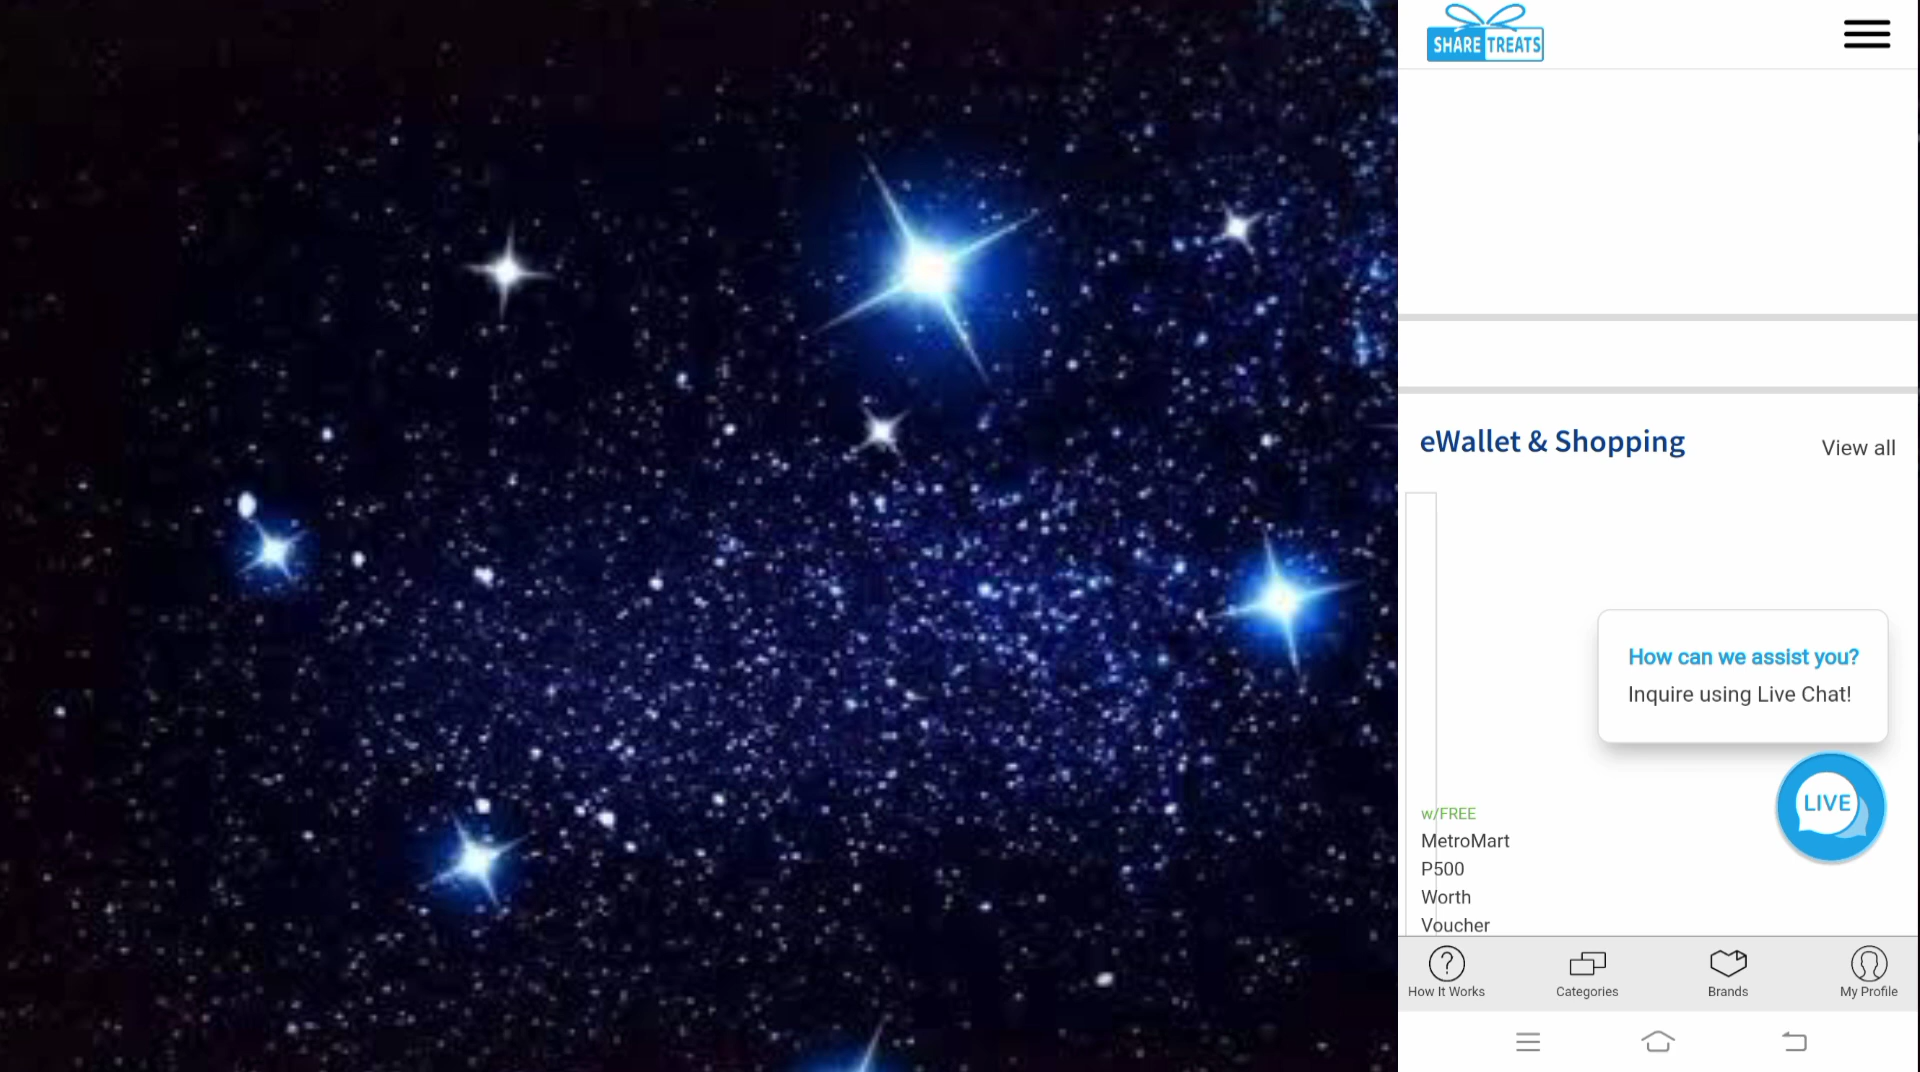 SHARE TREATS
eWallet & Shopping
View all
How can we assist you?
Inquire using Live Chat!
LIVE
w/FREE
MetroMart
P500
Worth
Voucher
How It Works
Categories
Brands
My Profile